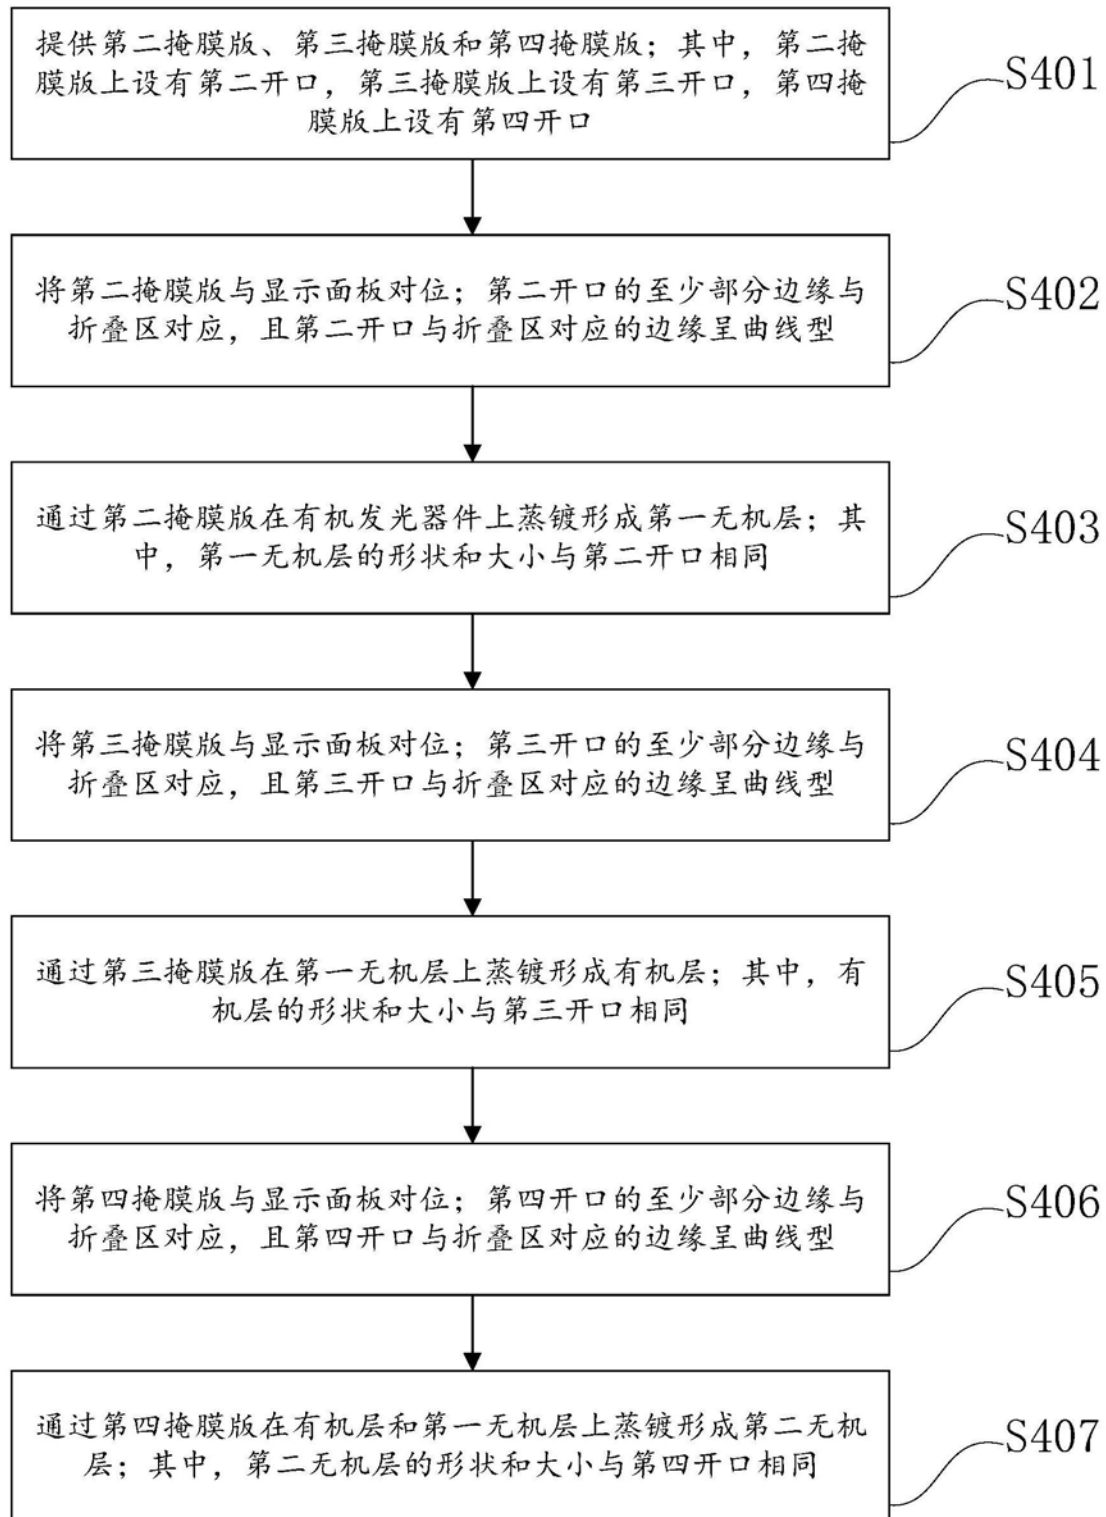 提供第二掩膜版、第三掩膜版和第四掩膜版；其中，第二掩
膜版上设有第二开口，第三掩膜版上设有第三开口，第四掩
膜版上设有第四开口
S401
将第二掩膜版与显示面板对位；第二开口的至少部分边缘与
折叠区对应，且第二开口与折叠区对应的边缘呈曲线型
S402
通过第二掩膜版在有机发光器件上蒸镀形成第一无机层；其
中，第一无机层的形状和大小与第二开口相同
S403
将第三掩膜版与显示面板对位；第三开口的至少部分边缘与
折叠区对应，且第三开口与折叠区对应的边缘呈曲线型
S404
通过第三掩膜版在第一无机层上蒸镀形成有机层；其中，有
机层的形状和大小与第三开口相同
S405
将第四掩膜版与显示面板对位；第四开口的至少部分边缘与
折叠区对应，且第四开口与折叠区对应的边缘呈曲线型
S406
通过第四掩膜版在有机层和第一无机层上蒸镀形成第二无机
层；其中，第二无机层的形状和大小与第四开口相同
S407